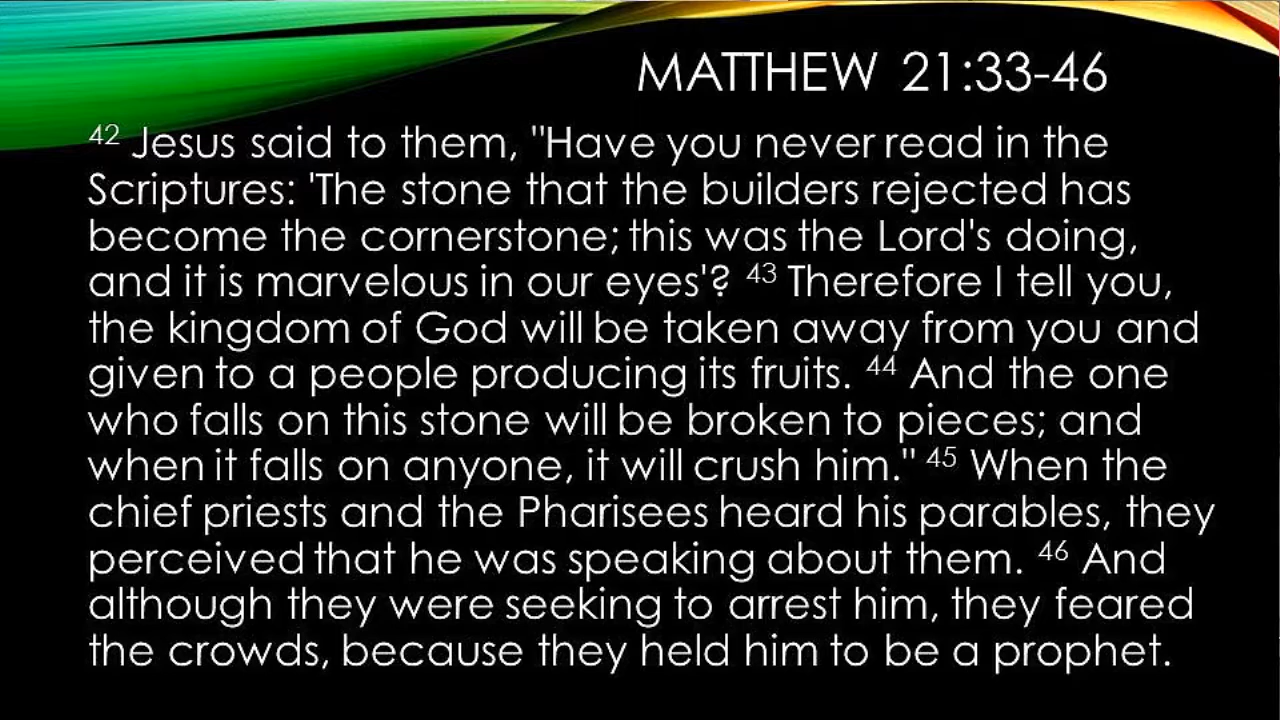 MATTHEW 21:33-46
42 Jesus said to them, "Have you never read in the
Scriptures: 'The stone that the builders rejected has
become the cornerstone; this was the Lord's doing,
and it is marvelous in our eyes'? 43 Therefore I tell you,
the kingdom of God will be taken away from you and
given to a people producing its fruits. 44 And the one
who falls on this stone will be broken to pieces; and
when it falls on anyone, it will crush him." 45 When the
chief priests and the Pharisees heard his parables, they
perceived that he was speaking about them. 46 And
although they were seeking to arrest him, they feared
the crowds, because they held him to be a prophet.